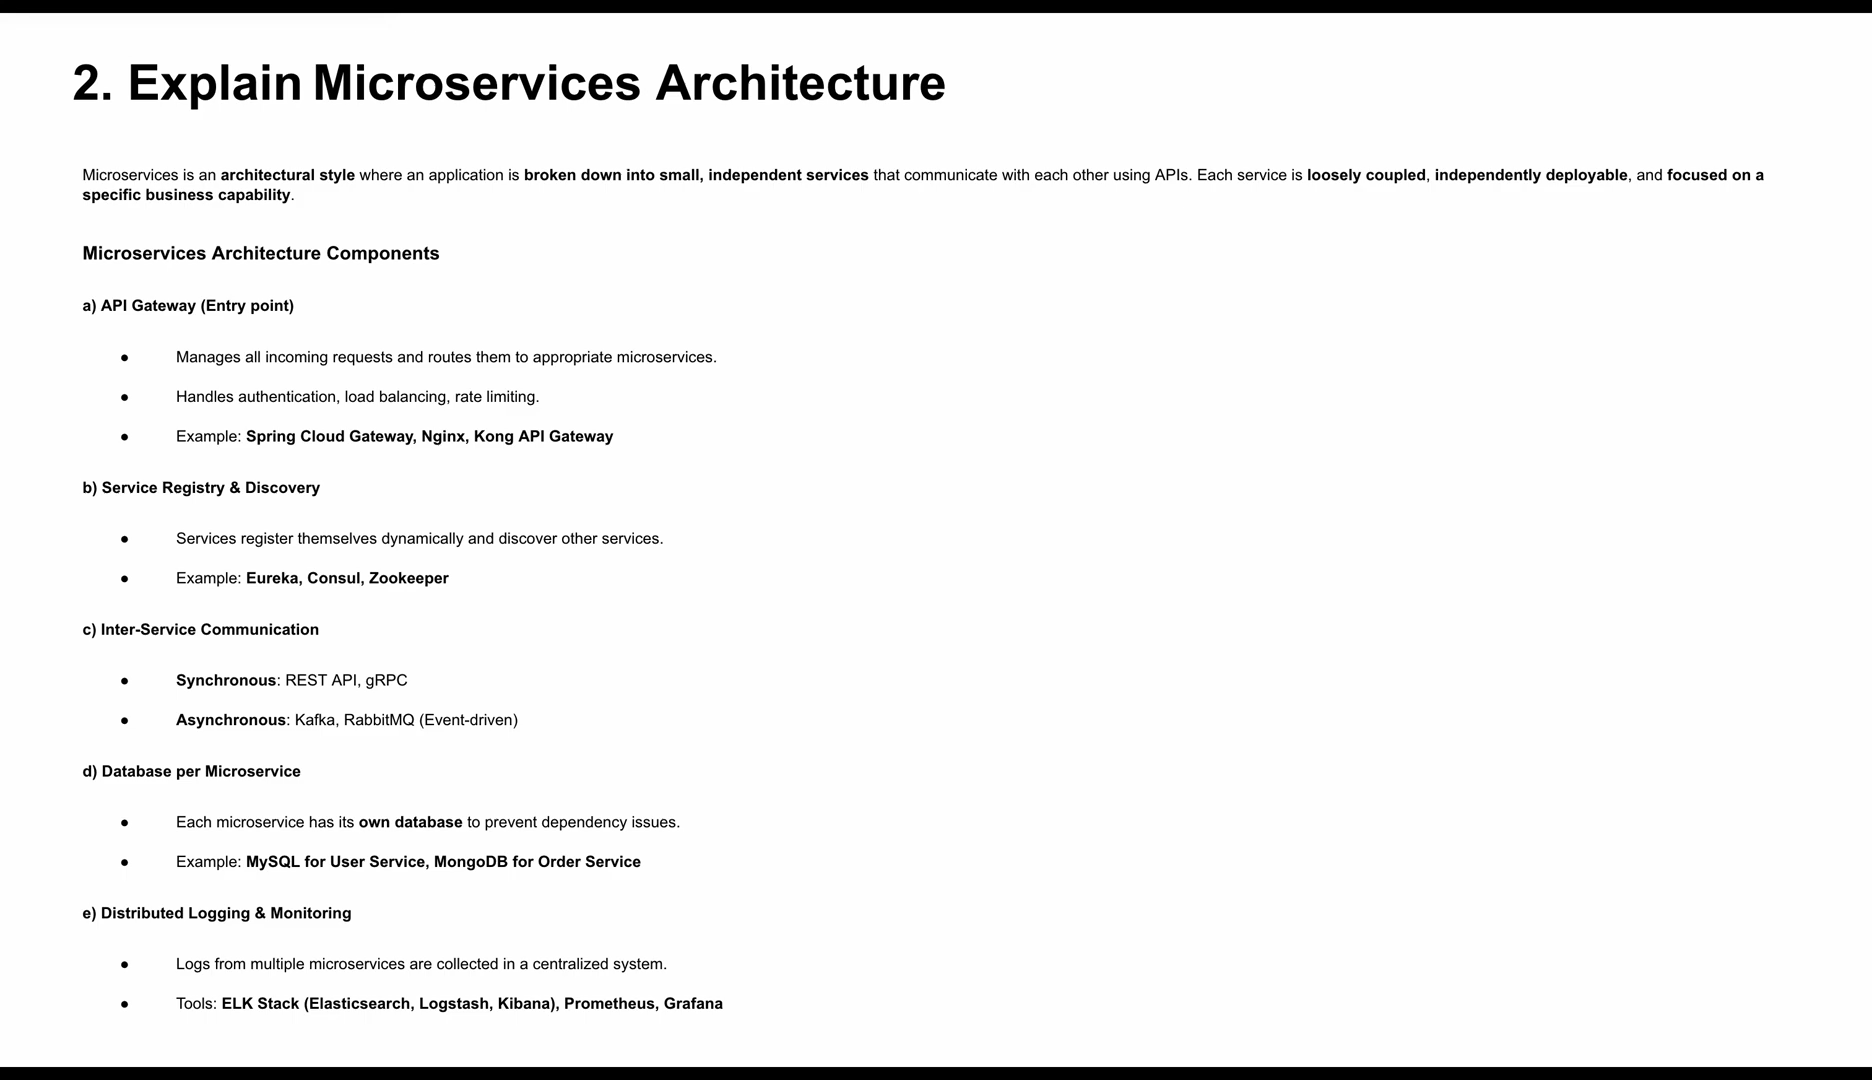 2. Explain Microservices Architecture
Microservices is an architectural style where an application is broken down into small, independent services that communicate with each other using APIs. Each service is loosely coupled, independently deployable, and focused on a
specific business capability.
Microservices Architecture Components
a) API Gateway (Entry point)
● Manages all incoming requests and routes them to appropriate microservices.
● Handles authentication, load balancing, rate limiting.
● Example: Spring Cloud Gateway, Nginx, Kong API Gateway
b) Service Registry & Discovery
● Services register themselves dynamically and discover other services.
● Example: Eureka, Consul, Zookeeper
c) Inter-Service Communication
● Synchronous: REST API, gRPC
● Asynchronous: Kafka, RabbitMQ (Event-driven)
d) Database per Microservice
● Each microservice has its own database to prevent dependency issues.
● Example: MySQL for User Service, MongoDB for Order Service
e) Distributed Logging & Monitoring
● Logs from multiple microservices are collected in a centralized system.
● Tools: ELK Stack (Elasticsearch, Logstash, Kibana), Prometheus, Grafana